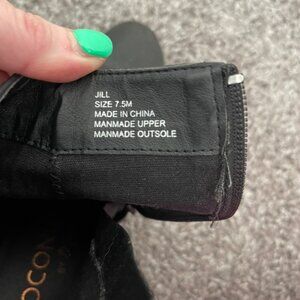 JILL
SIZE 7.5M
MADE IN CHINA
MANMADE UPPER
MANMADE OUTSOLE